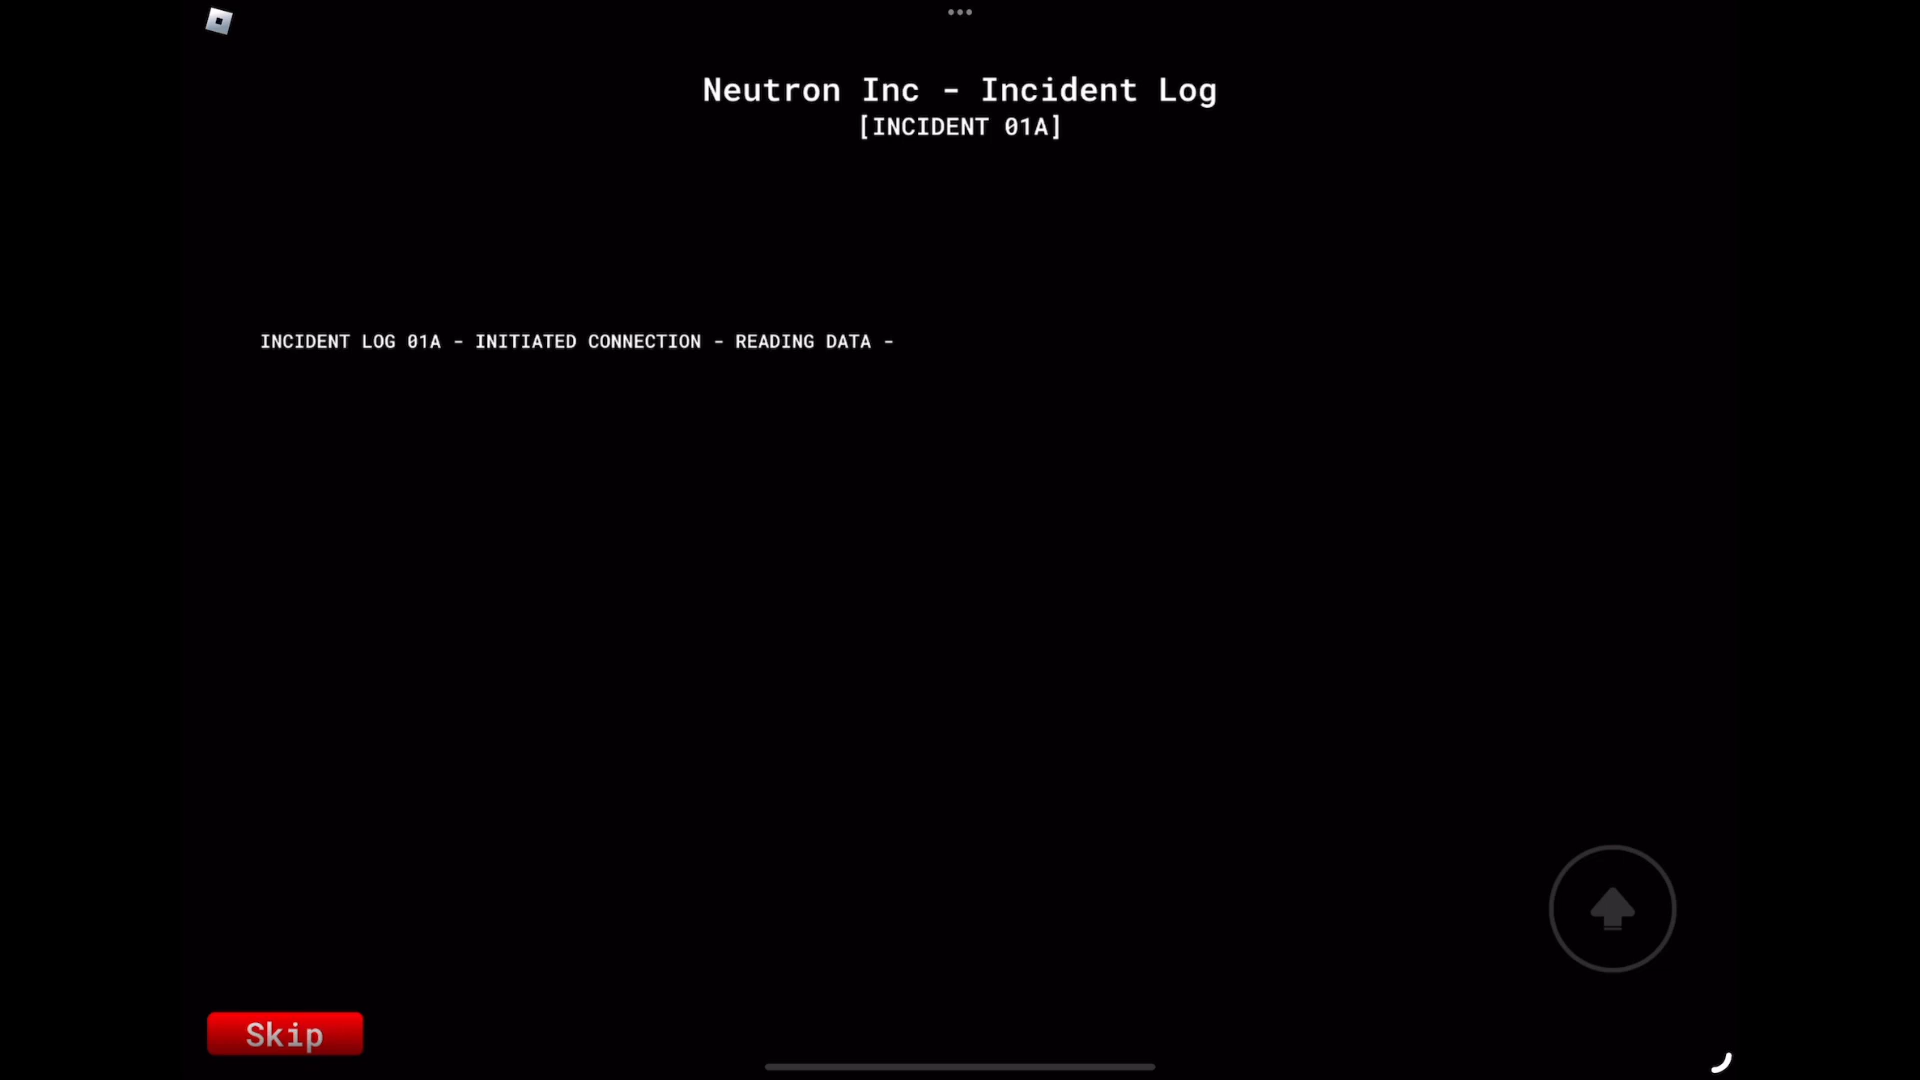 Neutron Inc - Incident Log
[INCIDENT 01A]
INCIDENT LOG 01A - INITIATED CONNECTION - READING DATA -
Skip